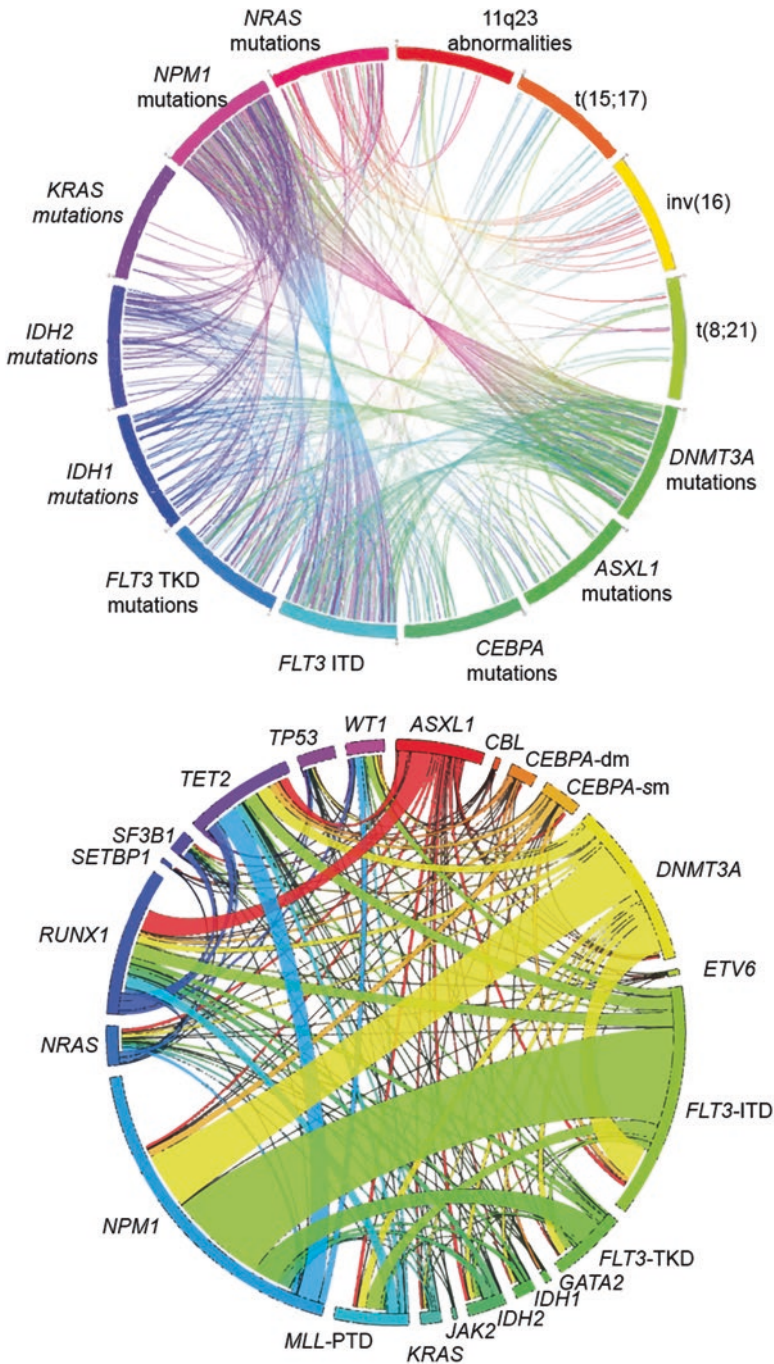 NRAS
mutations
11q23
abnormalities
NPM1
mutations
t(15;17)
KRAS
mutations
inv(16)
IDH2
mutations
t(8;21)
IDH1
mutations
DNMT3A
mutations
FLT3 TKD
mutations
ASXL1
mutations
FLT3 ITD
CEBPA
mutations
TP53
WT1
ASXL1
CBL
CEBPA-dm
CEBPA-sm
TET2
SF3B1
SETBP1
DNMT3A
RUNX1
ETV6
NRAS
FLT3-ITD
NPM1
FLT3-TKD
GATA2
IDH1
IDH2
JAK2
KRAS
MLL-PTD